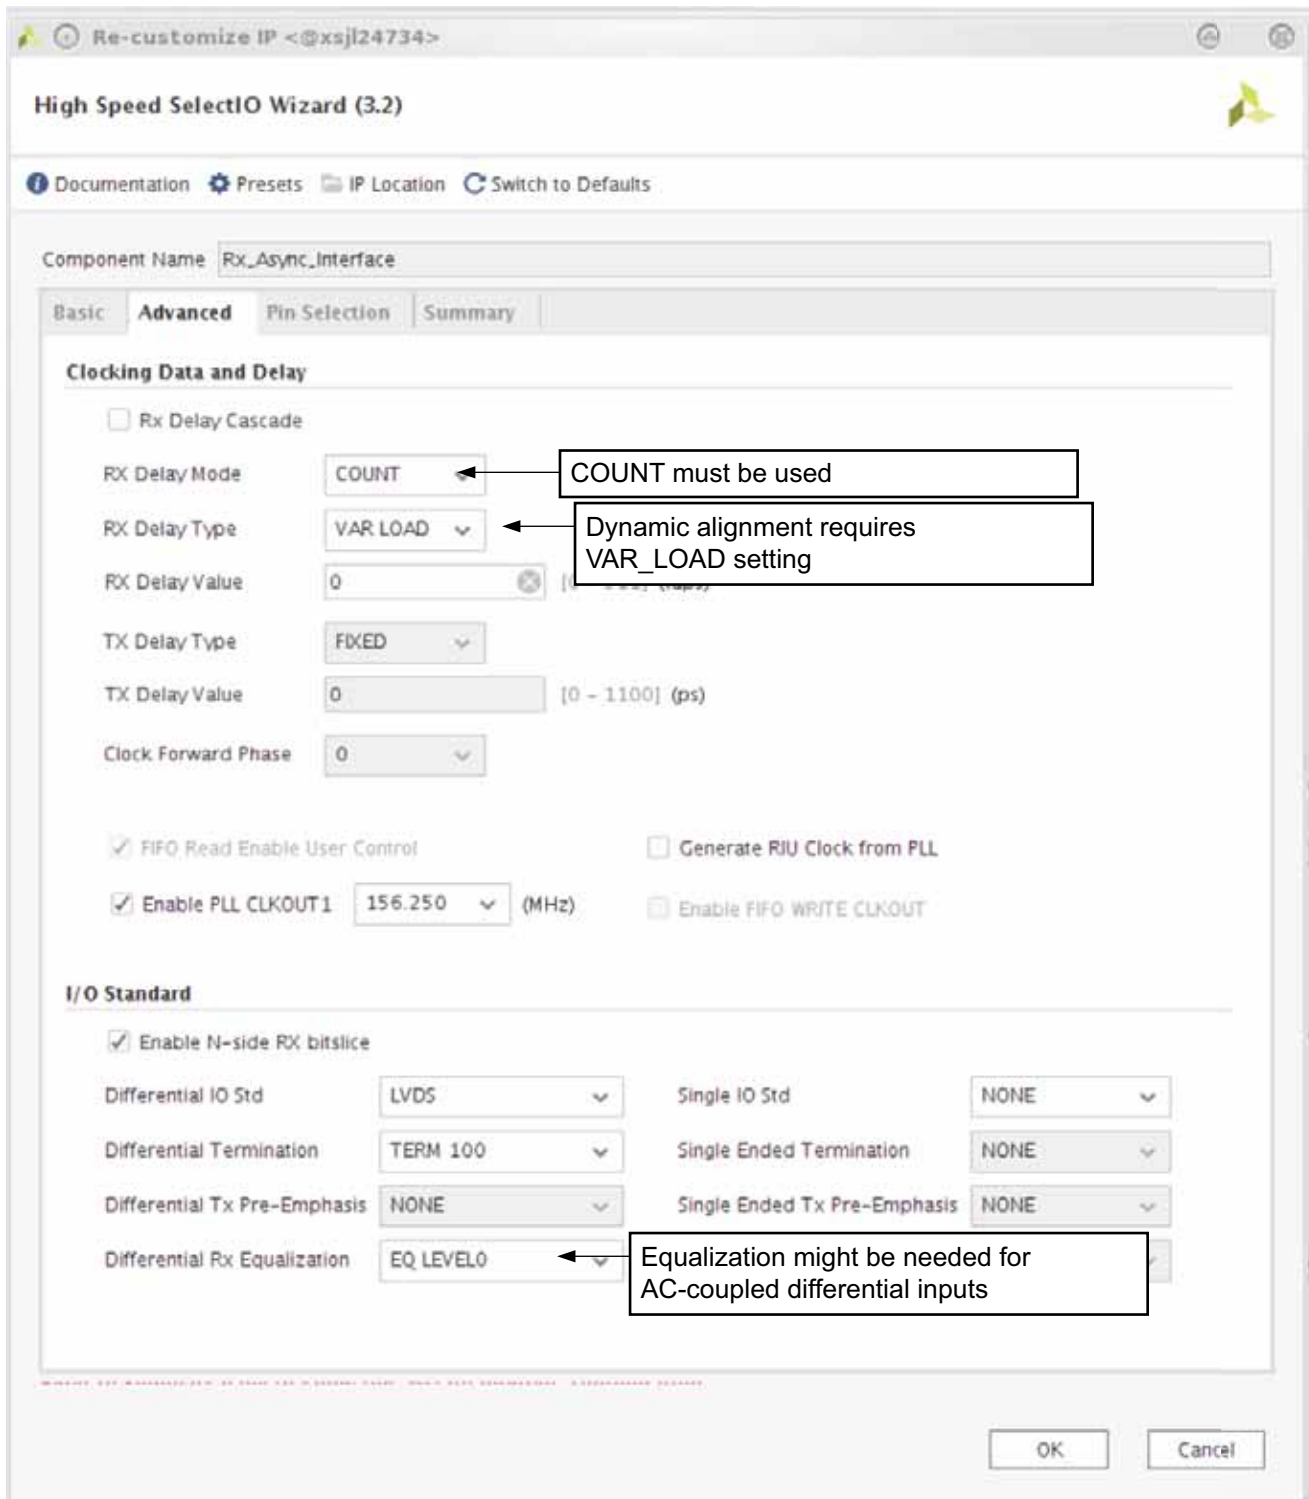 Re-customize IP <@xsjl24734>
High Speed SelectIO Wizard (3.2)
Documentation Presets IP Location Switch to Defaults
Component Name Rx_Async_Interface
Basic Advanced Pin Selection Summary
Clocking Data and Delay
Rx Delay Cascade
RX Delay Mode COUNT COUNT must be used
RX Delay Type VAR LOAD Dynamic alignment requires
VAR_LOAD setting
RX Delay Value 0
TX Delay Type FIXED
TX Delay Value 0 [0 - 1100] (ps)
Clock Forward Phase 0
FIFO Read Enable User Control Generate RIU Clock from PLL
Enable PLL CLKOUT1 156.250 (MHz) Enable FIFO WRITE CLKOUT
I/O Standard
Enable N-side RX bitslice
Differential IO Std LVDS Single IO Std NONE
Differential Termination TERM 100 Single Ended Termination NONE
Differential Tx Pre-Emphasis NONE Single Ended Tx Pre-Emphasis NONE
Differential Rx Equalization EQ LEVEL0 Equalization might be needed for
AC-coupled differential inputs
OK Cancel